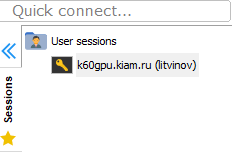 Quick connect...
User sessions
k60gpu.kiam.ru (litvinov)
Sessions